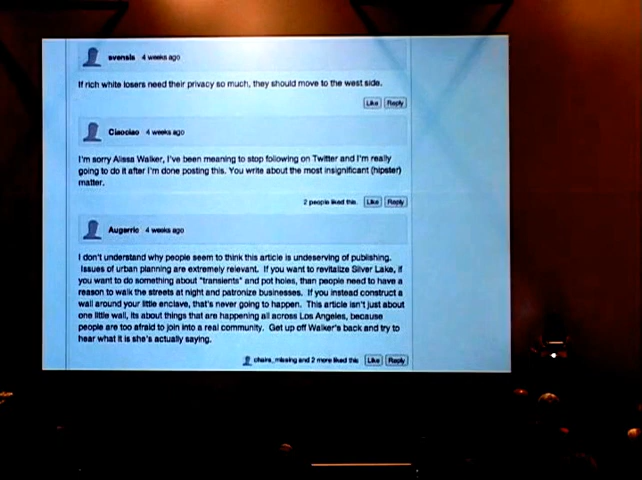 svensis 4 weeks ago
If rich white losers need their privacy so much, they should move to the west side.
Like Reply
Ciaociao 4 weeks ago
I'm sorry Alissa Walker, I've been meaning to stop following on Twitter and I'm really
going to do it after I'm done posting this. You write about the most insignificant (hipster)
matter.
2 people liked this. Like Reply
Augerric 4 weeks ago
I don't understand why people seem to think this article is undeserving of publishing.
Issues of urban planning are extremely relevant. If you want to revitalize Silver Lake, if
you want to do something about "transients" and pot holes, than people need to have a
reason to walk the streets at night and patronize businesses. If you instead construct a
wall around your little enclave, that's never going to happen. This article isn't just about
one little wall, its about things that are happening all across Los Angeles, because
people are too afraid to join into a real community. Get up off Walker's back and try to
hear what it is she's actually saying.
chairs_missing and 2 more liked this Like Reply